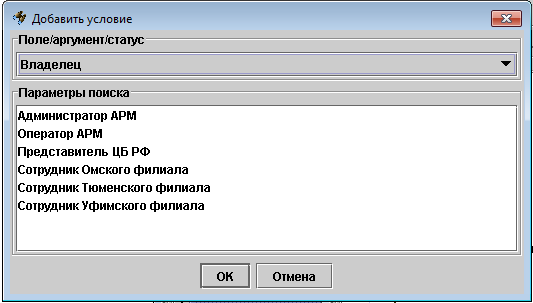 Добавить условие
Поле/аргумент/статус
Владелец
Параметры поиска
Администратор АРМ
Оператор АРМ
Представитель ЦБ РФ
Сотрудник Омского филиала
Сотрудник Тюменского филиала
Сотрудник Уфимского филиала
OK
Отмена